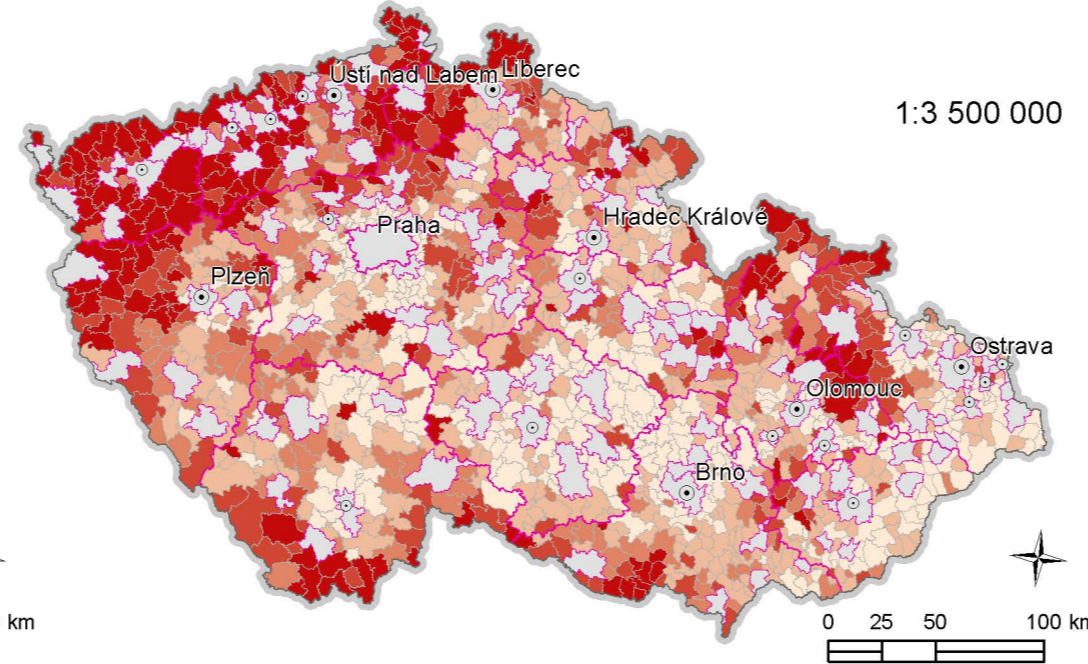 Ústí nad Labem
Liberec
1:3 500 000
Praha
Hradec Králové
Plzeň
Ostrava
Olomouc
Brno
km
0 25 50 100 km